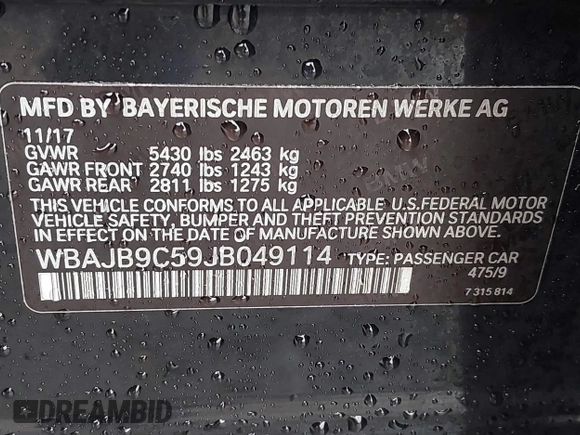 MFD BY BAYERISCHE MOTOREN WERKE AG
11/17
GVWR 5430 lbs 2463 kg
GAWR FRONT 2740 lbs 1243 kg
GAWR REAR 2811 lbs 1275 kg
THIS VEHICLE CONFORMS TO ALL APPLICABLE U.S.FEDERAL MOTOR
VEHICLE SAFETY, BUMPER AND THEFT PREVENTION STANDARDS
IN EFFECT ON THE DATE OF MANUFACTURE SHOWN ABOVE.
WBAJB9C59JB049114 TYPE: PASSENGER CAR
475/9
7 315 814
DREAMBID